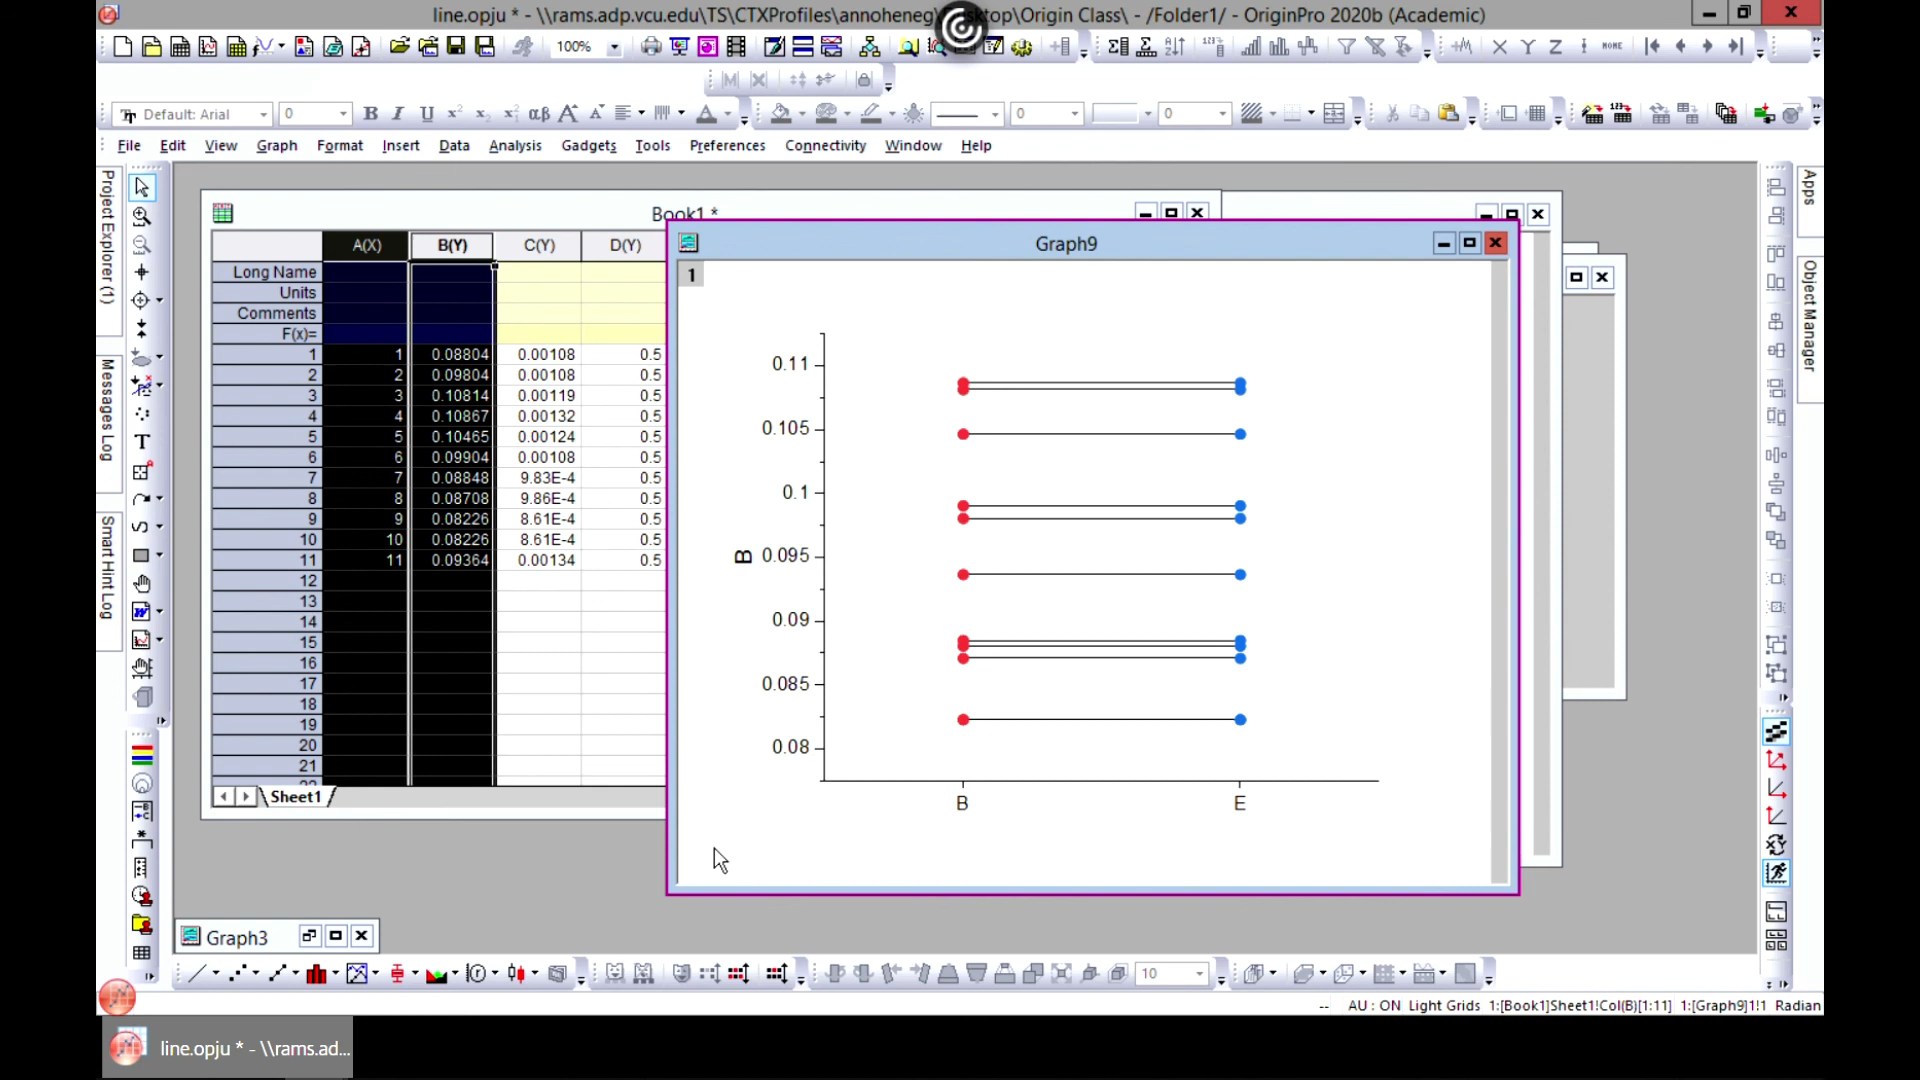 line.opju * - \\rams.adp.vcu.edu\TS\CTXProfiles\annoheneg\Desktop\Origin Class\ - /Folder1/ - OriginPro 2020b (Academic)
100%
Default: Arial 0 B I U αβ A A 0 0
File Edit View Graph Format Insert Data Analysis Gadgets Tools Preferences Connectivity Window Help
Project Explorer (1)
Messages Log
Smart Hint Log
Apps
Object Manager
Book1 *
A(X) B(Y) C(Y) D(Y)
Long Name
Units
Comments
F(x)=
1 1 0.08804 0.00108 0.5
2 2 0.09804 0.00108 0.5
3 3 0.10814 0.00119 0.5
4 4 0.10867 0.00132 0.5
5 5 0.10465 0.00124 0.5
6 6 0.09904 0.00108 0.5
7 7 0.08848 9.83E-4 0.5
8 8 0.08708 9.86E-4 0.5
9 9 0.08226 8.61E-4 0.5
10 10 0.08226 8.61E-4 0.5
11 11 0.09364 0.00134 0.5
12
13
14
15
16
17
18
19
20
21
Sheet1
Graph9
1
0.11
0.105
0.1
0.095
0.09
0.085
0.08
B
B E
Graph3
10
-- AU : ON Light Grids 1:[Book1]Sheet1!Col(B)[1:11] 1:[Graph9]1!1 Radian
line.opju * - \\rams.ad...